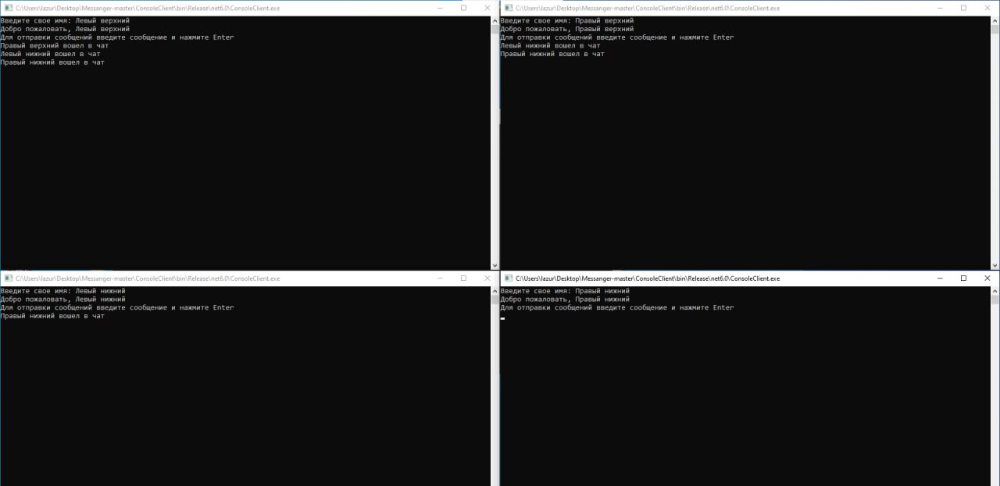 C:\Users\lazur\Desktop\Messanger-master\ConsoleClient\bin\Release\net6.0\ConsoleClient.exe
Введите свое имя: Левый верхний
Добро пожаловать, Левый верхний
Для отправки сообщений введите сообщение и нажмите Enter
Правый верхний вошел в чат
Левый нижний вошел в чат
Правый нижний вошел в чат
C:\Users\lazur\Desktop\Messanger-master\ConsoleClient\bin\Release\net6.0\ConsoleClient.exe
Введите свое имя: Правый верхний
Добро пожаловать, Правый верхний
Для отправки сообщений введите сообщение и нажмите Enter
Левый нижний вошел в чат
Правый нижний вошел в чат
C:\Users\lazur\Desktop\Messanger-master\ConsoleClient\bin\Release\net6.0\ConsoleClient.exe
Введите свое имя: Левый нижний
Добро пожаловать, Левый нижний
Для отправки сообщений введите сообщение и нажмите Enter
Правый нижний вошел в чат
C:\Users\lazur\Desktop\Messanger-master\ConsoleClient\bin\Release\net6.0\ConsoleClient.exe
Введите свое имя: Правый нижний
Добро пожаловать, Правый нижний
Для отправки сообщений введите сообщение и нажмите Enter